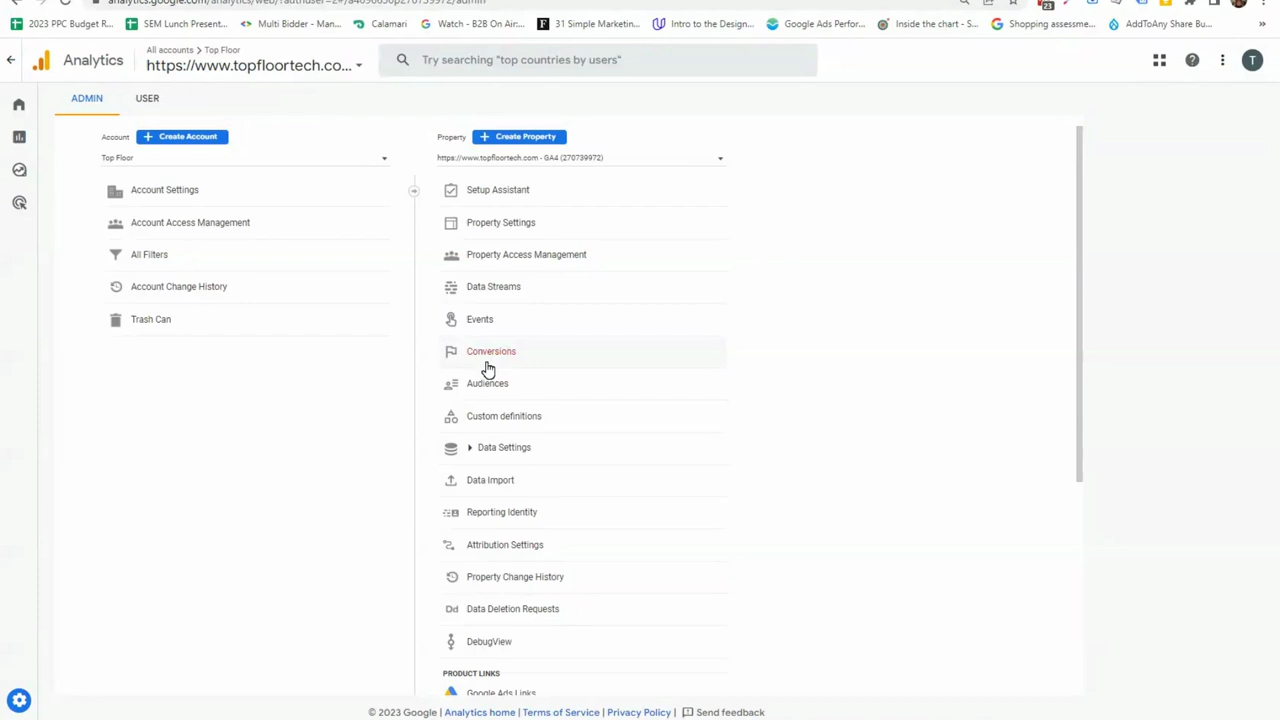 2023 PPC Budget R...
SEM Lunch Present...
Multi Bidder - Man...
Calamari
Watch - B2B On Air:...
31 Simple Marketin...
Intro to the Design...
Google Ads Perfor...
Inside the chart - S...
Shopping assessme...
AddToAny Share Bu...
»
23
All accounts > Top Floor
Analytics
https://www.topfloortech.co...
Try searching "top countries by users"
T
ADMIN
USER
Account
+ Create Account
Property
+ Create Property
Top Floor
https://www.topfloortech.com - GA4 (270739972)
Account Settings
Account Access Management
All Filters
Account Change History
Trash Can
Setup Assistant
Property Settings
Property Access Management
Data Streams
Events
Conversions
Audiences
Custom definitions
Data Settings
Data Import
Reporting Identity
Attribution Settings
Property Change History
Dd Data Deletion Requests
DebugView
PRODUCT LINKS
Google Ads Links
© 2023 Google | Analytics home | Terms of Service | Privacy Policy | Send feedback